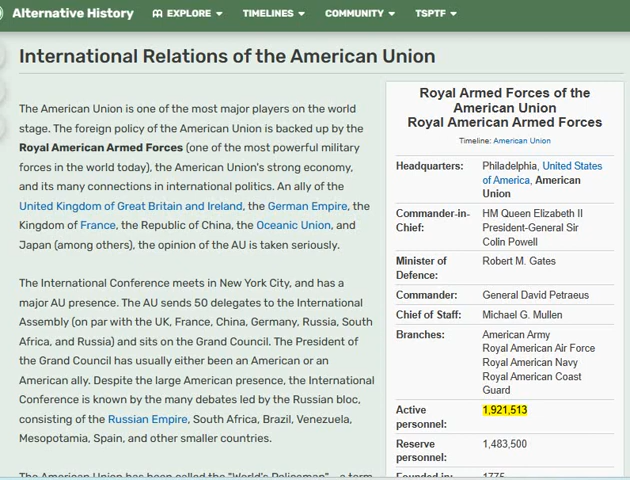 Alternative History
EXPLORE
TIMELINES
COMMUNITY
TSPTF
International Relations of the American Union
The American Union is one of the most major players on the world
stage. The foreign policy of the American Union is backed up by the
Royal American Armed Forces (one of the most powerful military
forces in the world today), the American Union's strong economy,
and its many connections in international politics. An ally of the
United Kingdom of Great Britain and Ireland, the German Empire, the
Kingdom of France, the Republic of China, the Oceanic Union, and
Japan (among others), the opinion of the AU is taken seriously.
The International Conference meets in New York City, and has a
major AU presence. The AU sends 50 delegates to the International
Assembly (on par with the UK, France, China, Germany, Russia, South
Africa, and Russia) and sits on the Grand Council. The President of
the Grand Council has usually either been an American or an
American ally. Despite the large American presence, the International
Conference is known by the many debates led by the Russian bloc,
consisting of the Russian Empire, South Africa, Brazil, Venezuela,
Mesopotamia, Spain, and other smaller countries.
The American Union has been called the "World's Policeman" – a term
Royal Armed Forces of the
American Union
Royal American Armed Forces
Timeline: American Union
Headquarters: Philadelphia, United States
of America, American
Union
Commander-in- HM Queen Elizabeth II
Chief: President-General Sir
Colin Powell
Minister of Robert M. Gates
Defence:
Commander: General David Petraeus
Chief of Staff: Michael G. Mullen
Branches: American Army
Royal American Air Force
Royal American Navy
Royal American Coast
Guard
Active 1,921,513
personnel:
Reserve 1,483,500
personnel:
Founded in: 1775